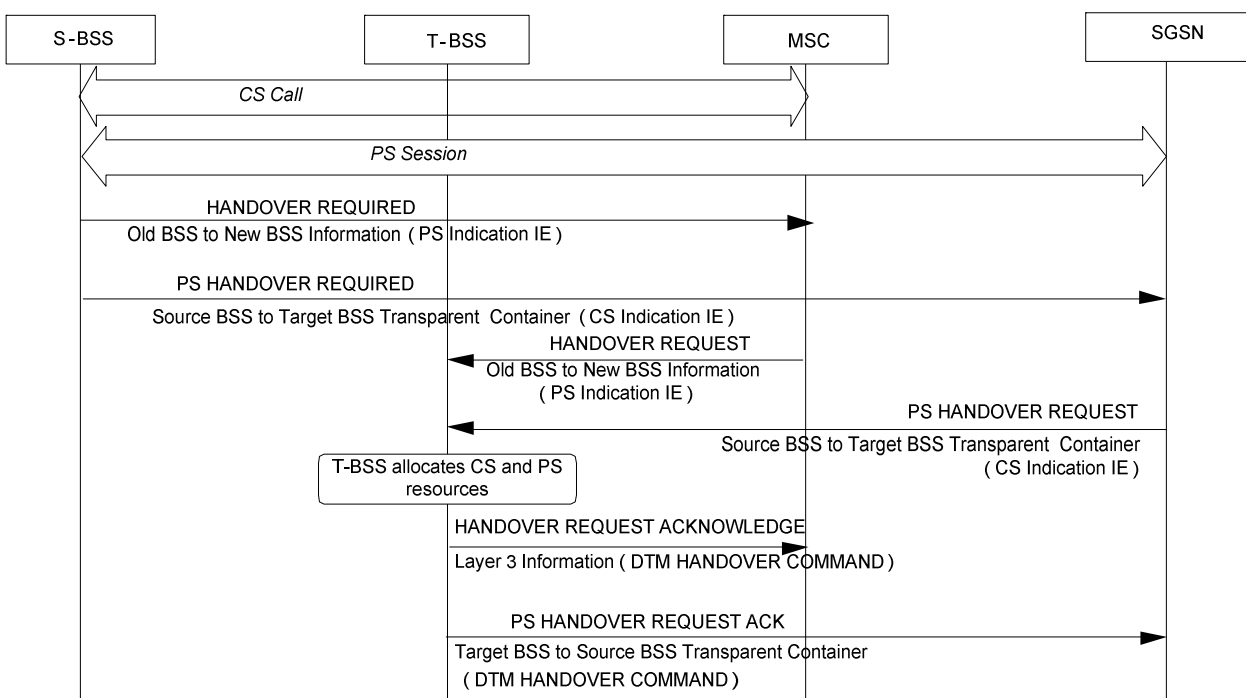 S-BSS
T-BSS
MSC
SGSN
CS Call
PS Session
HANDOVER REQUIRED
Old BSS to New BSS Information ( PS Indication IE )
PS HANDOVER REQUIRED
Source BSS to Target BSS Transparent Container ( CS Indication IE )
HANDOVER REQUEST
Old BSS to New BSS Information
( PS Indication IE )
PS HANDOVER REQUEST
Source BSS to Target BSS Transparent Container
( CS Indication IE )
T-BSS allocates CS and PS
resources
HANDOVER REQUEST ACKNOWLEDGE
Layer 3 Information ( DTM HANDOVER COMMAND )
PS HANDOVER REQUEST ACK
Target BSS to Source BSS Transparent Container
( DTM HANDOVER COMMAND )